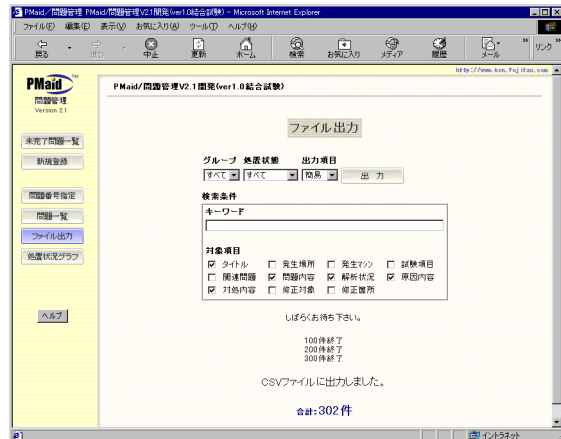 PMaid/問題管理 PMaid/問題管理V2.1開発(ver1.0結合試験) - Microsoft Internet Explorer
ファイル(F) 編集(E) 表示(V) お気に入り(A) ツール(T) ヘルプ(H)
戻る 進む 中止 更新 ホーム 検索 お気に入り メディア 履歴 メール » リンク »
PMaid TM
問題管理
Version 2.1
未完了問題一覧
新規登録
問題番号指定
問題一覧
ファイル出力
処置状況グラフ
ヘルプ
PMaid/問題管理V2.1開発(ver1.0結合試験)
ファイル出力
グループ 処置状態 出力項目
すべて すべて 簡易 出 力
検索条件
キーワード
対象項目
タイトル 発生場所 発生マシン 試験項目
関連問題 問題内容 解析状況 原因内容
対処内容 修正対象 修正箇所
しばらくお待ち下さい。
100件終了
200件終了
300件終了
CSVファイルに出力しました。
合計:302件
イントラネット